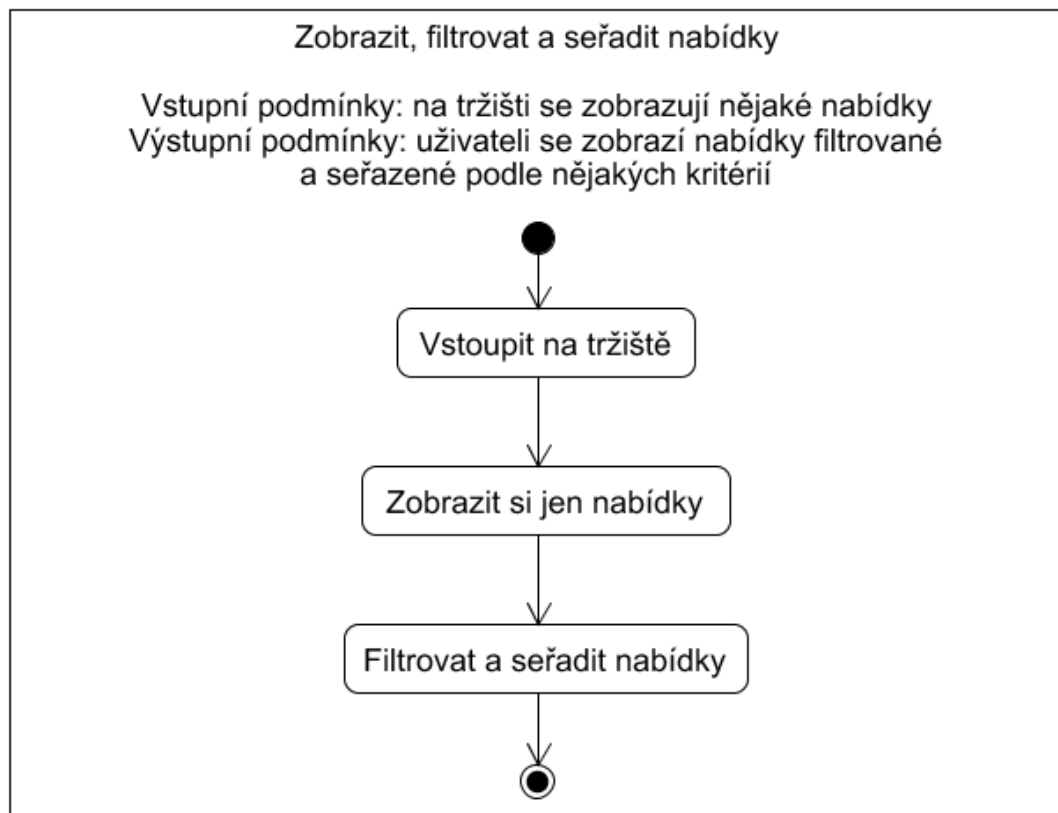 Zobrazit, filtrovat a seřadit nabídky
Vstupní podmínky: na tržišti se zobrazují nějaké nabídky
Výstupní podmínky: uživateli se zobrazí nabídky filtrované
a seřazené podle nějakých kritérií
Vstoupit na tržiště
Zobrazit si jen nabídky
Filtrovat a seřadit nabídky